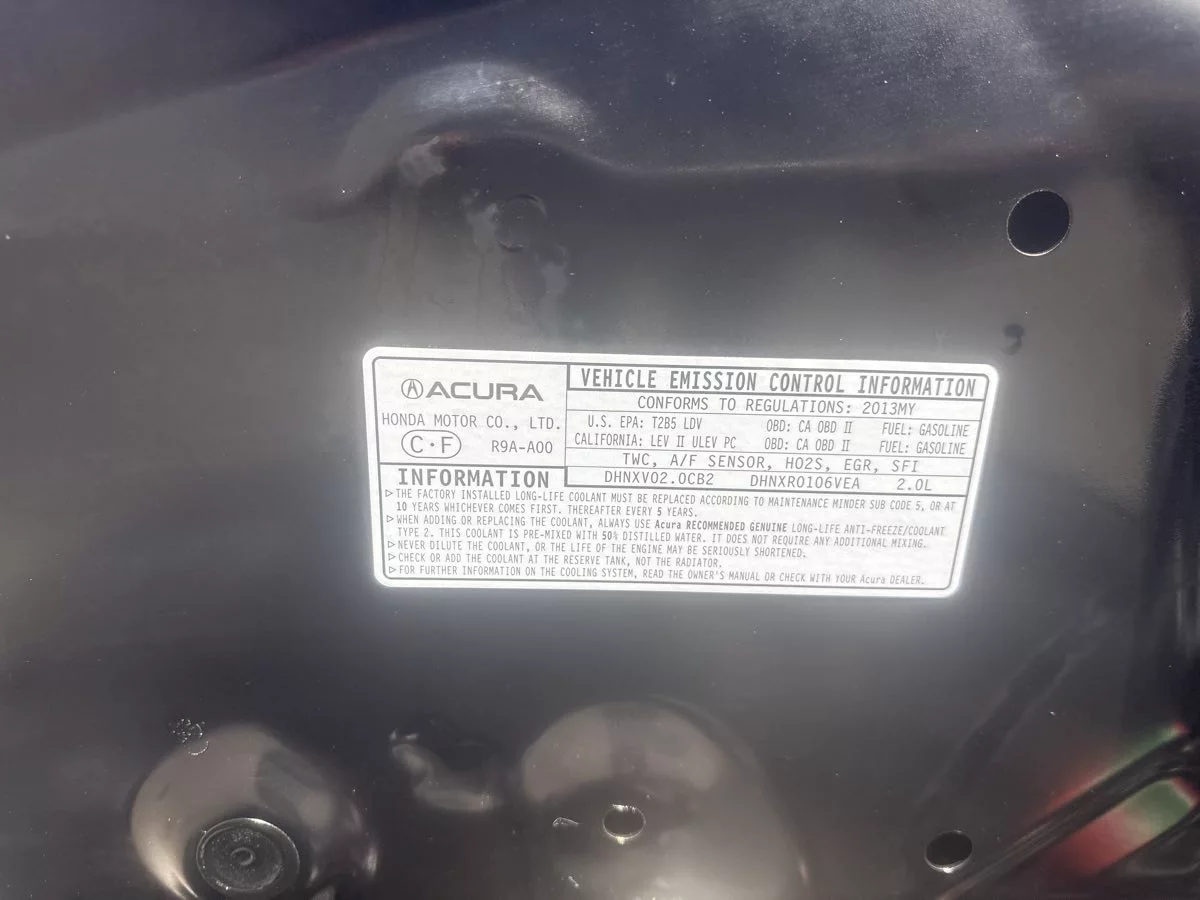 ACURA
HONDA MOTOR CO., LTD.
C·F R9A-A00
VEHICLE EMISSION CONTROL INFORMATION
CONFORMS TO REGULATIONS: 2013MY
U.S. EPA: T2B5 LDV OBD: CA OBD II FUEL: GASOLINE
CALIFORNIA: LEV II ULEV PC OBD: CA OBD II FUEL: GASOLINE
TWC, A/F SENSOR, HO2S, EGR, SFI
DHNXV02.0CB2 DHNXR0106VEA 2.0L
INFORMATION
▷THE FACTORY INSTALLED LONG-LIFE COOLANT MUST BE REPLACED ACCORDING TO MAINTENANCE MINDER SUB CODE 5, OR AT
10 YEARS WHICHEVER COMES FIRST. THEREAFTER EVERY 5 YEARS.
▷WHEN ADDING OR REPLACING THE COOLANT, ALWAYS USE Acura RECOMMENDED GENUINE LONG-LIFE ANTI-FREEZE/COOLANT
TYPE 2. THIS COOLANT IS PRE-MIXED WITH 50% DISTILLED WATER. IT DOES NOT REQUIRE ANY ADDITIONAL MIXING.
▷NEVER DILUTE THE COOLANT, OR THE LIFE OF THE ENGINE MAY BE SERIOUSLY SHORTENED.
▷CHECK OR ADD THE COOLANT AT THE RESERVE TANK, NOT THE RADIATOR.
▷FOR FURTHER INFORMATION ON THE COOLING SYSTEM, READ THE OWNER'S MANUAL OR CHECK WITH YOUR Acura DEALER.